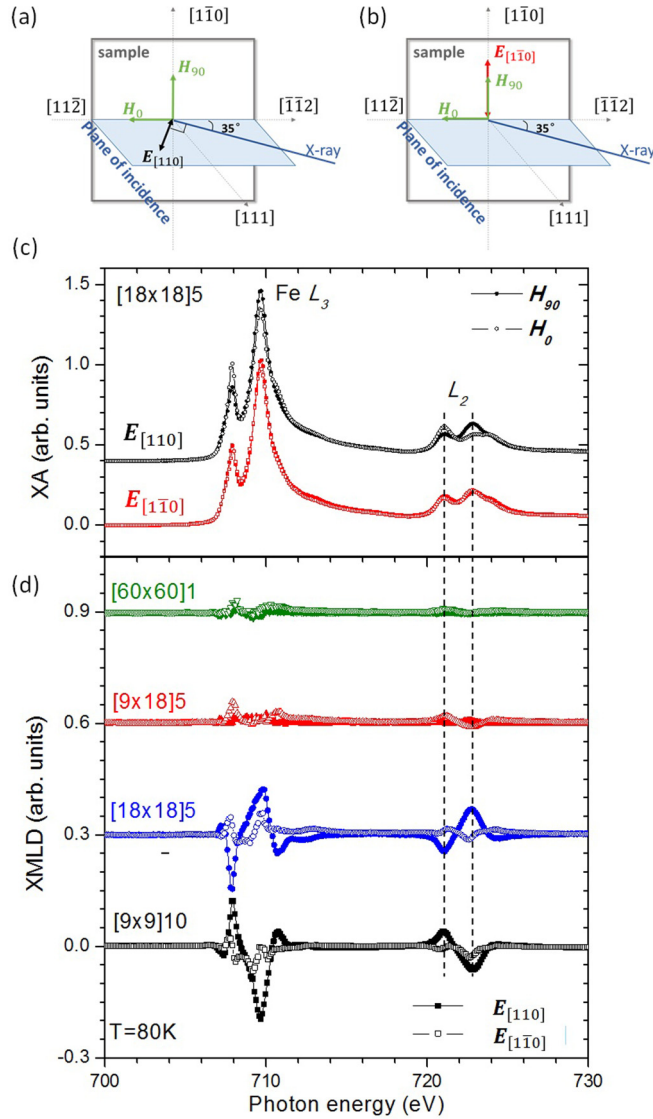 (a)
[11̄0]
sample
H90
[112̄]
H0
[1̄1̄2]
35°
X-ray
E[110]
Plane of incidence
[111]
(b)
[11̄0]
sample
E[11̄0]
H90
[112̄]
H0
[1̄1̄2]
35°
X-ray
Plane of incidence
[111]
(c)
1.5
1.0
0.5
0.0
XA (arb. units)
[18x18]5
Fe L3
H90
H0
L2
E[110]
E[11̄0]
(d)
0.9
0.6
0.3
0.0
-0.3
XMLD (arb. units)
[60x60]1
[9x18]5
[18x18]5
[9x9]10
E[110]
E[11̄0]
T=80K
700
710
720
730
Photon energy (eV)